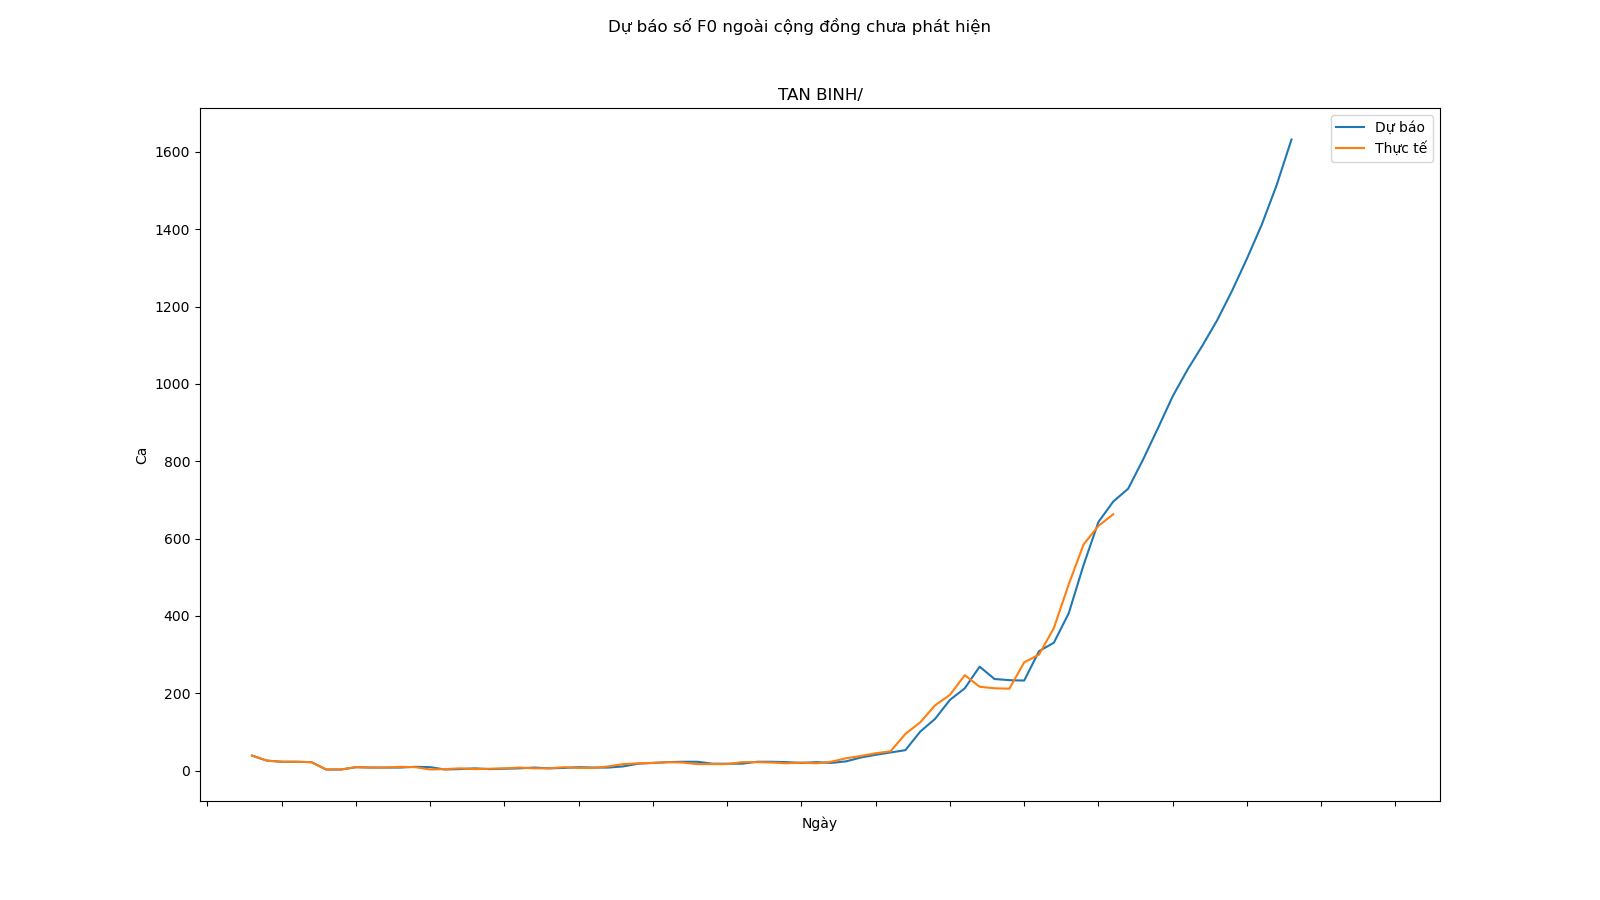 Dự báo số F0 ngoài cộng đồng chưa phát hiện
TAN BINH/
Dự báo
Thực tế
1600
1400
1200
1000
800
600
400
200
0
Ca
Ngày